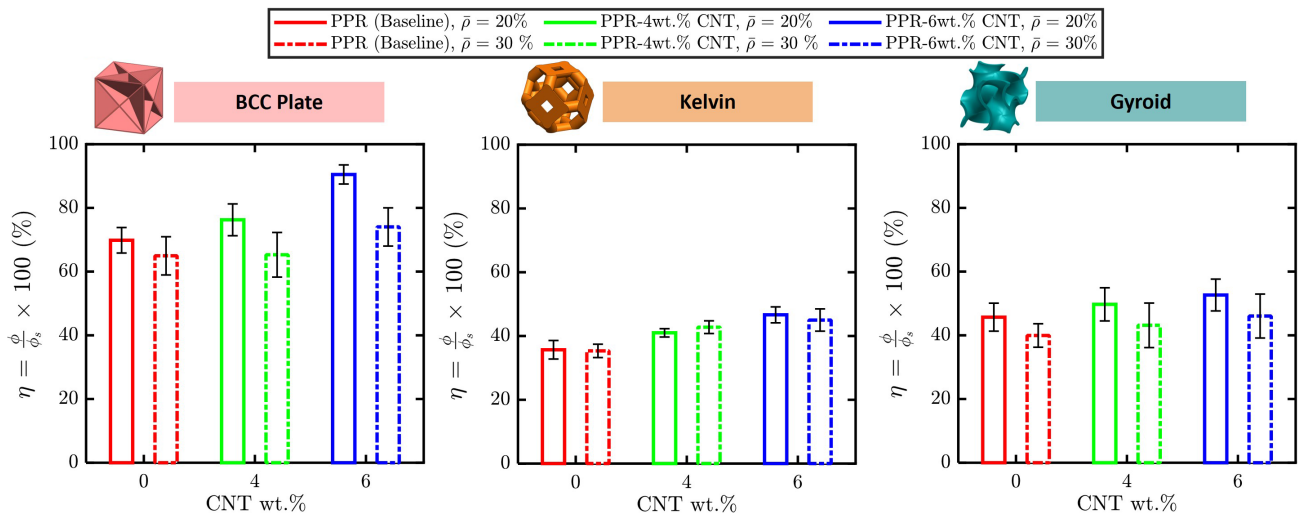 PPR (Baseline), ρ̄ = 20% PPR-4wt.% CNT, ρ̄ = 20% PPR-6wt.% CNT, ρ̄ = 20%
PPR (Baseline), ρ̄ = 30 % PPR-4wt.% CNT, ρ̄ = 30 % PPR-6wt.% CNT, ρ̄ = 30%
BCC Plate
Kelvin
Gyroid
η = ϕ/ϕₛ × 100 (%)
100
80
60
40
20
0
0 4 6
CNT wt.%
η = ϕ/ϕₛ × 100 (%)
100
80
60
40
20
0
0 4 6
CNT wt.%
η = ϕ/ϕₛ × 100 (%)
100
80
60
40
20
0
0 4 6
CNT wt.%